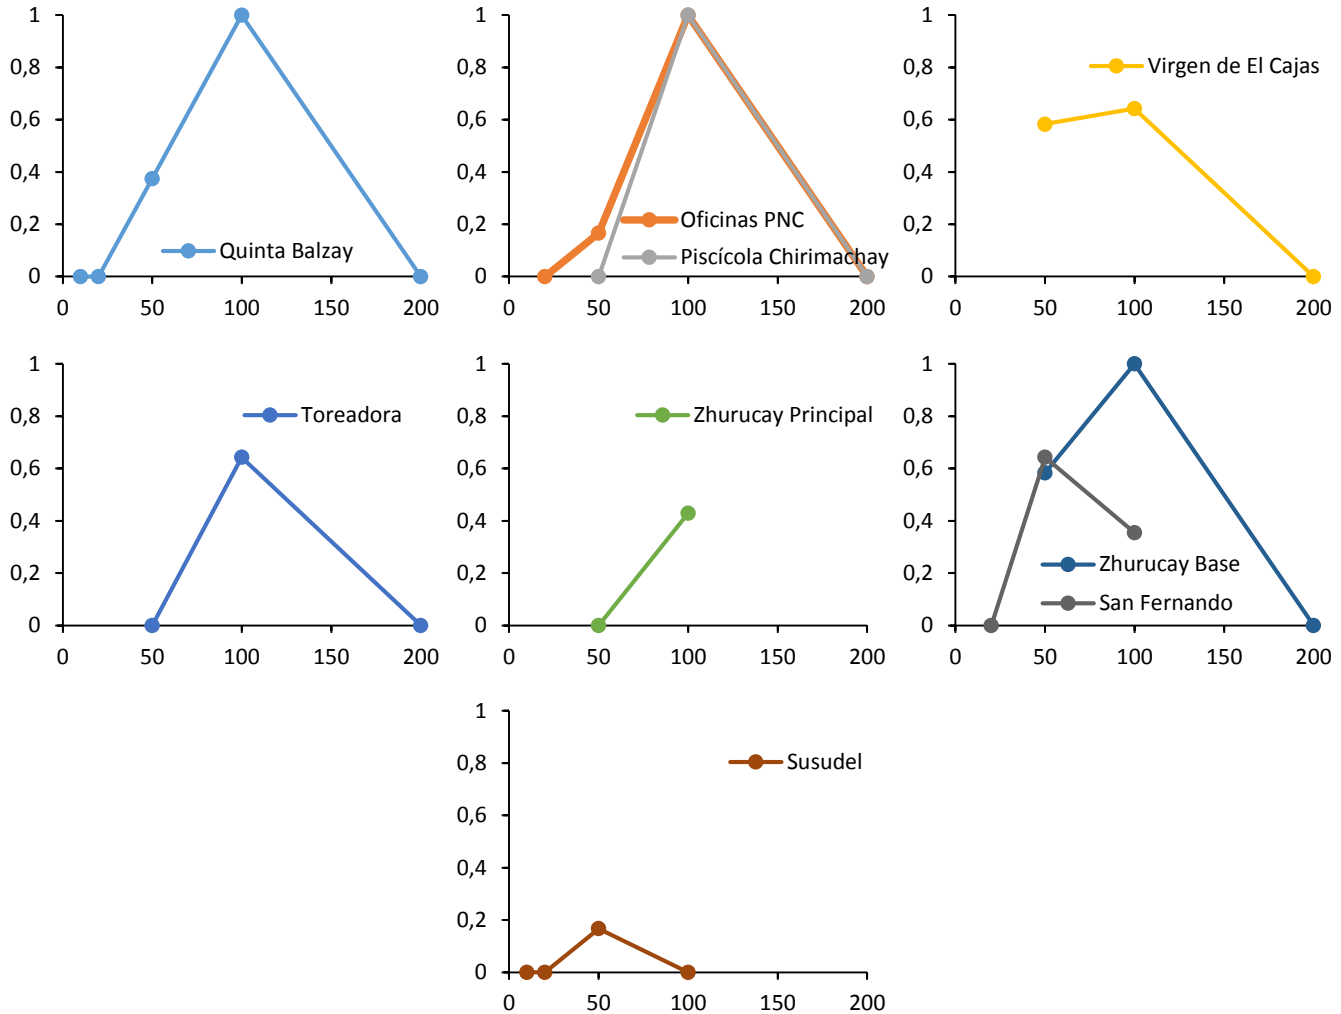 1
0,8
0,6
0,4
0,2
0
0 50 100 150 200
Quinta Balzay
1
0,8
0,6
0,4
0,2
0
0 50 100 150 200
Oficinas PNC
Piscícola Chirimachay
1
0,8
0,6
0,4
0,2
0
0 50 100 150 200
Virgen de El Cajas
1
0,8
0,6
0,4
0,2
0
0 50 100 150 200
Toreadora
1
0,8
0,6
0,4
0,2
0
0 50 100 150 200
Zhurucay Principal
1
0,8
0,6
0,4
0,2
0
0 50 100 150 200
Zhurucay Base
San Fernando
1
0,8
0,6
0,4
0,2
0
0 50 100 150 200
Susudel